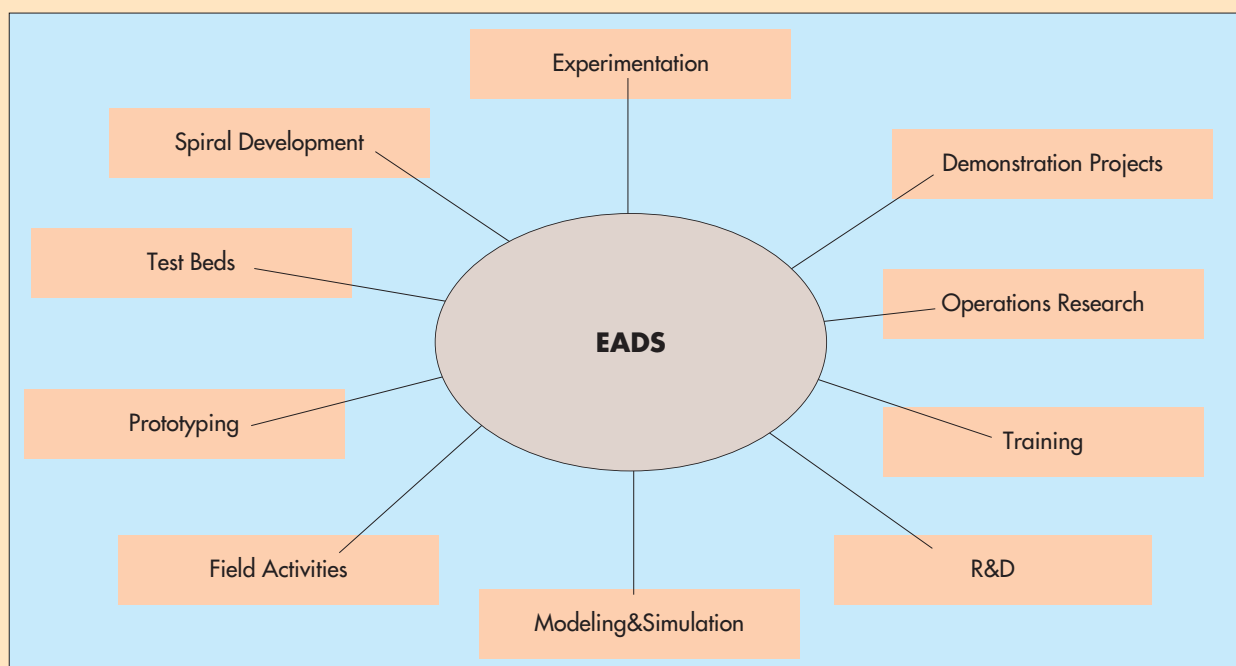 Experimentation
Spiral Development
Demonstration Projects
Test Beds
Operations Research
EADS
Prototyping
Training
Field Activities
R&D
Modeling&Simulation